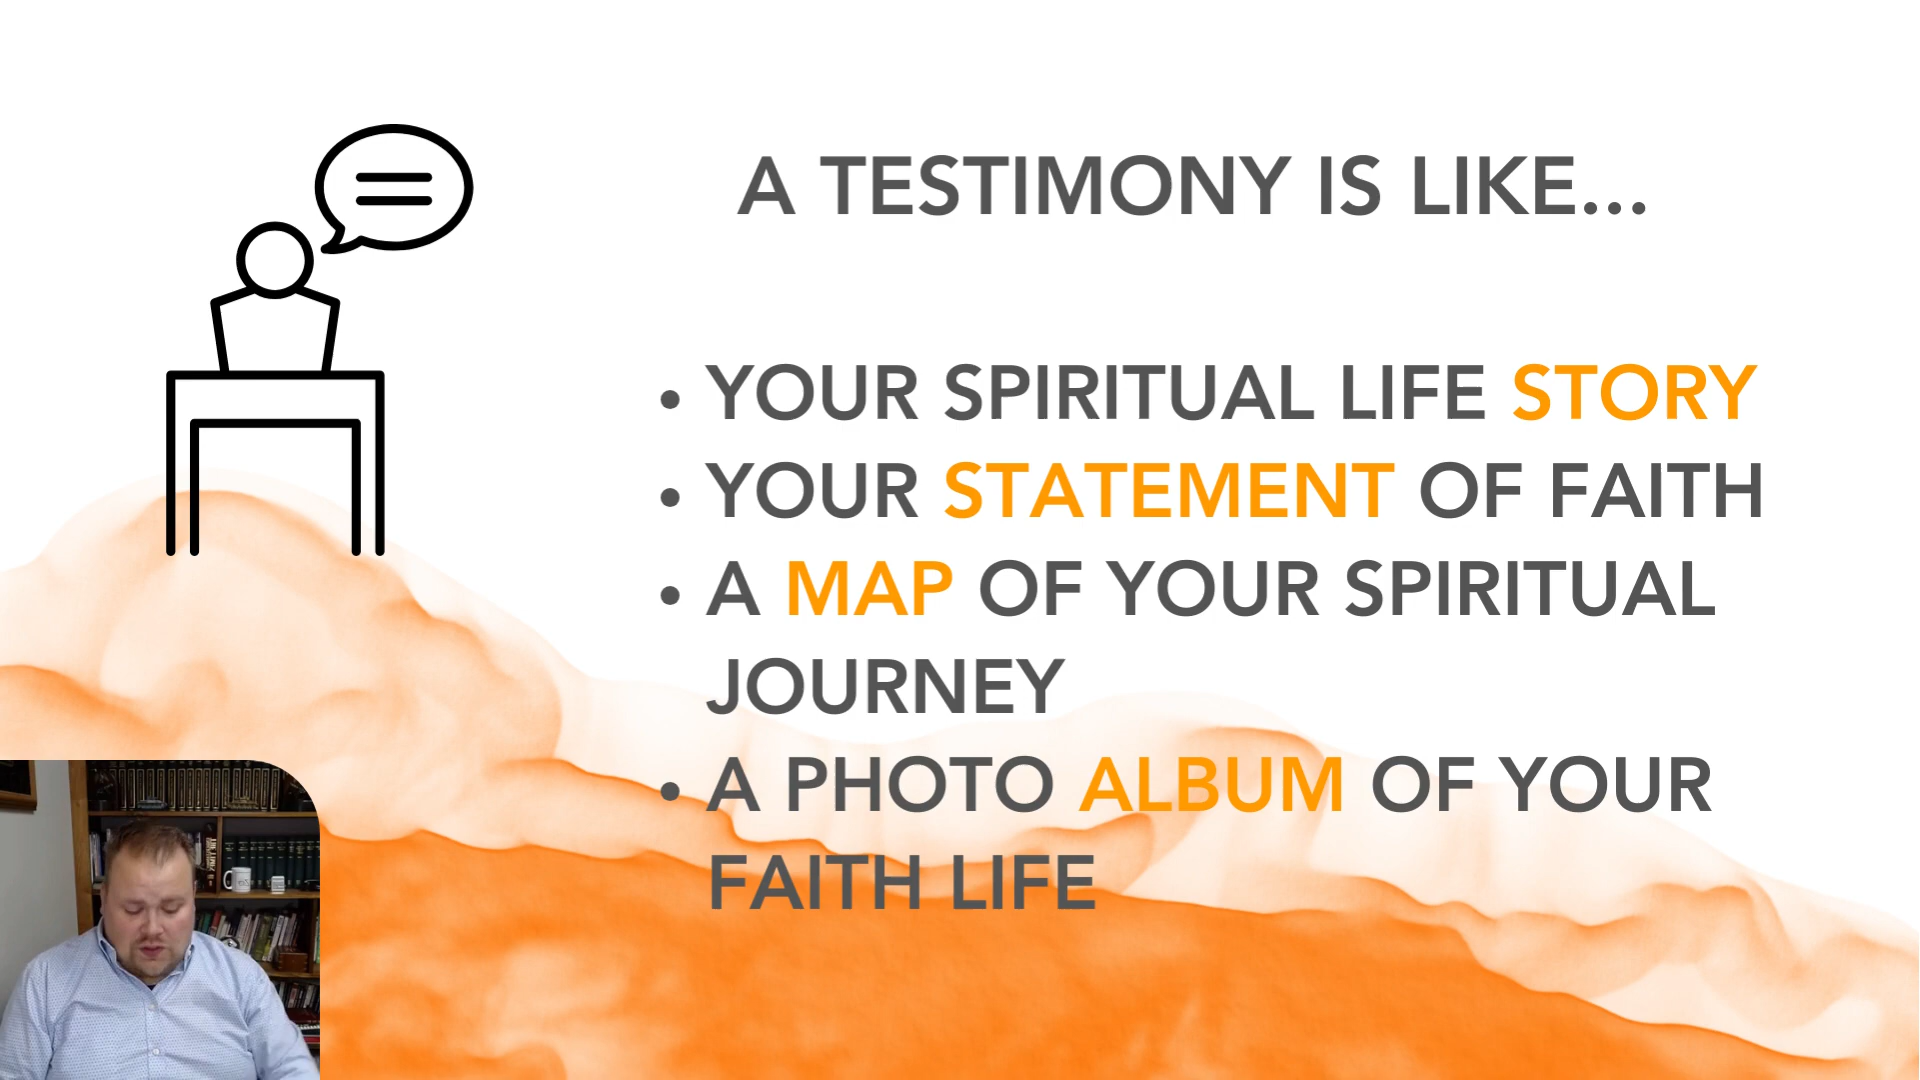 A TESTIMONY IS LIKE...
• YOUR SPIRITUAL LIFE STORY
• YOUR STATEMENT OF FAITH
• A MAP OF YOUR SPIRITUAL
JOURNEY
• A PHOTO ALBUM OF YOUR
FAITH LIFE